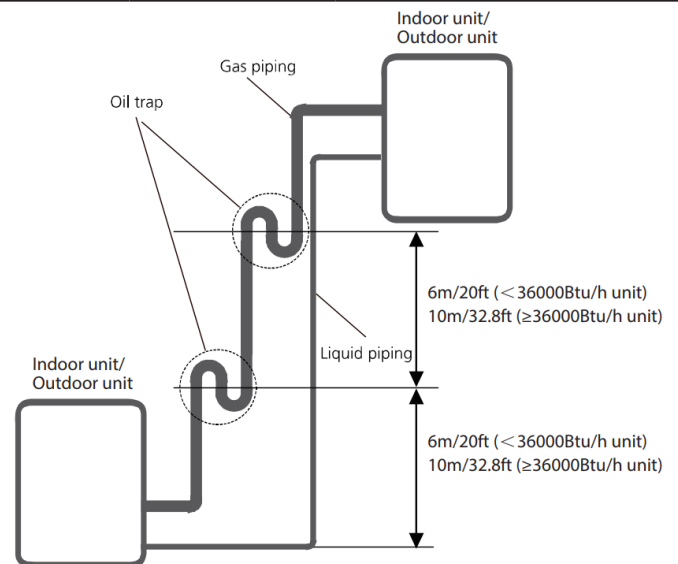 Indoor unit/
Outdoor unit
Gas piping
Oil trap
6m/20ft (<36000Btu/h unit)
10m/32.8ft (≥36000Btu/h unit)
Liquid piping
Indoor unit/
Outdoor unit
6m/20ft (<36000Btu/h unit)
10m/32.8ft (≥36000Btu/h unit)